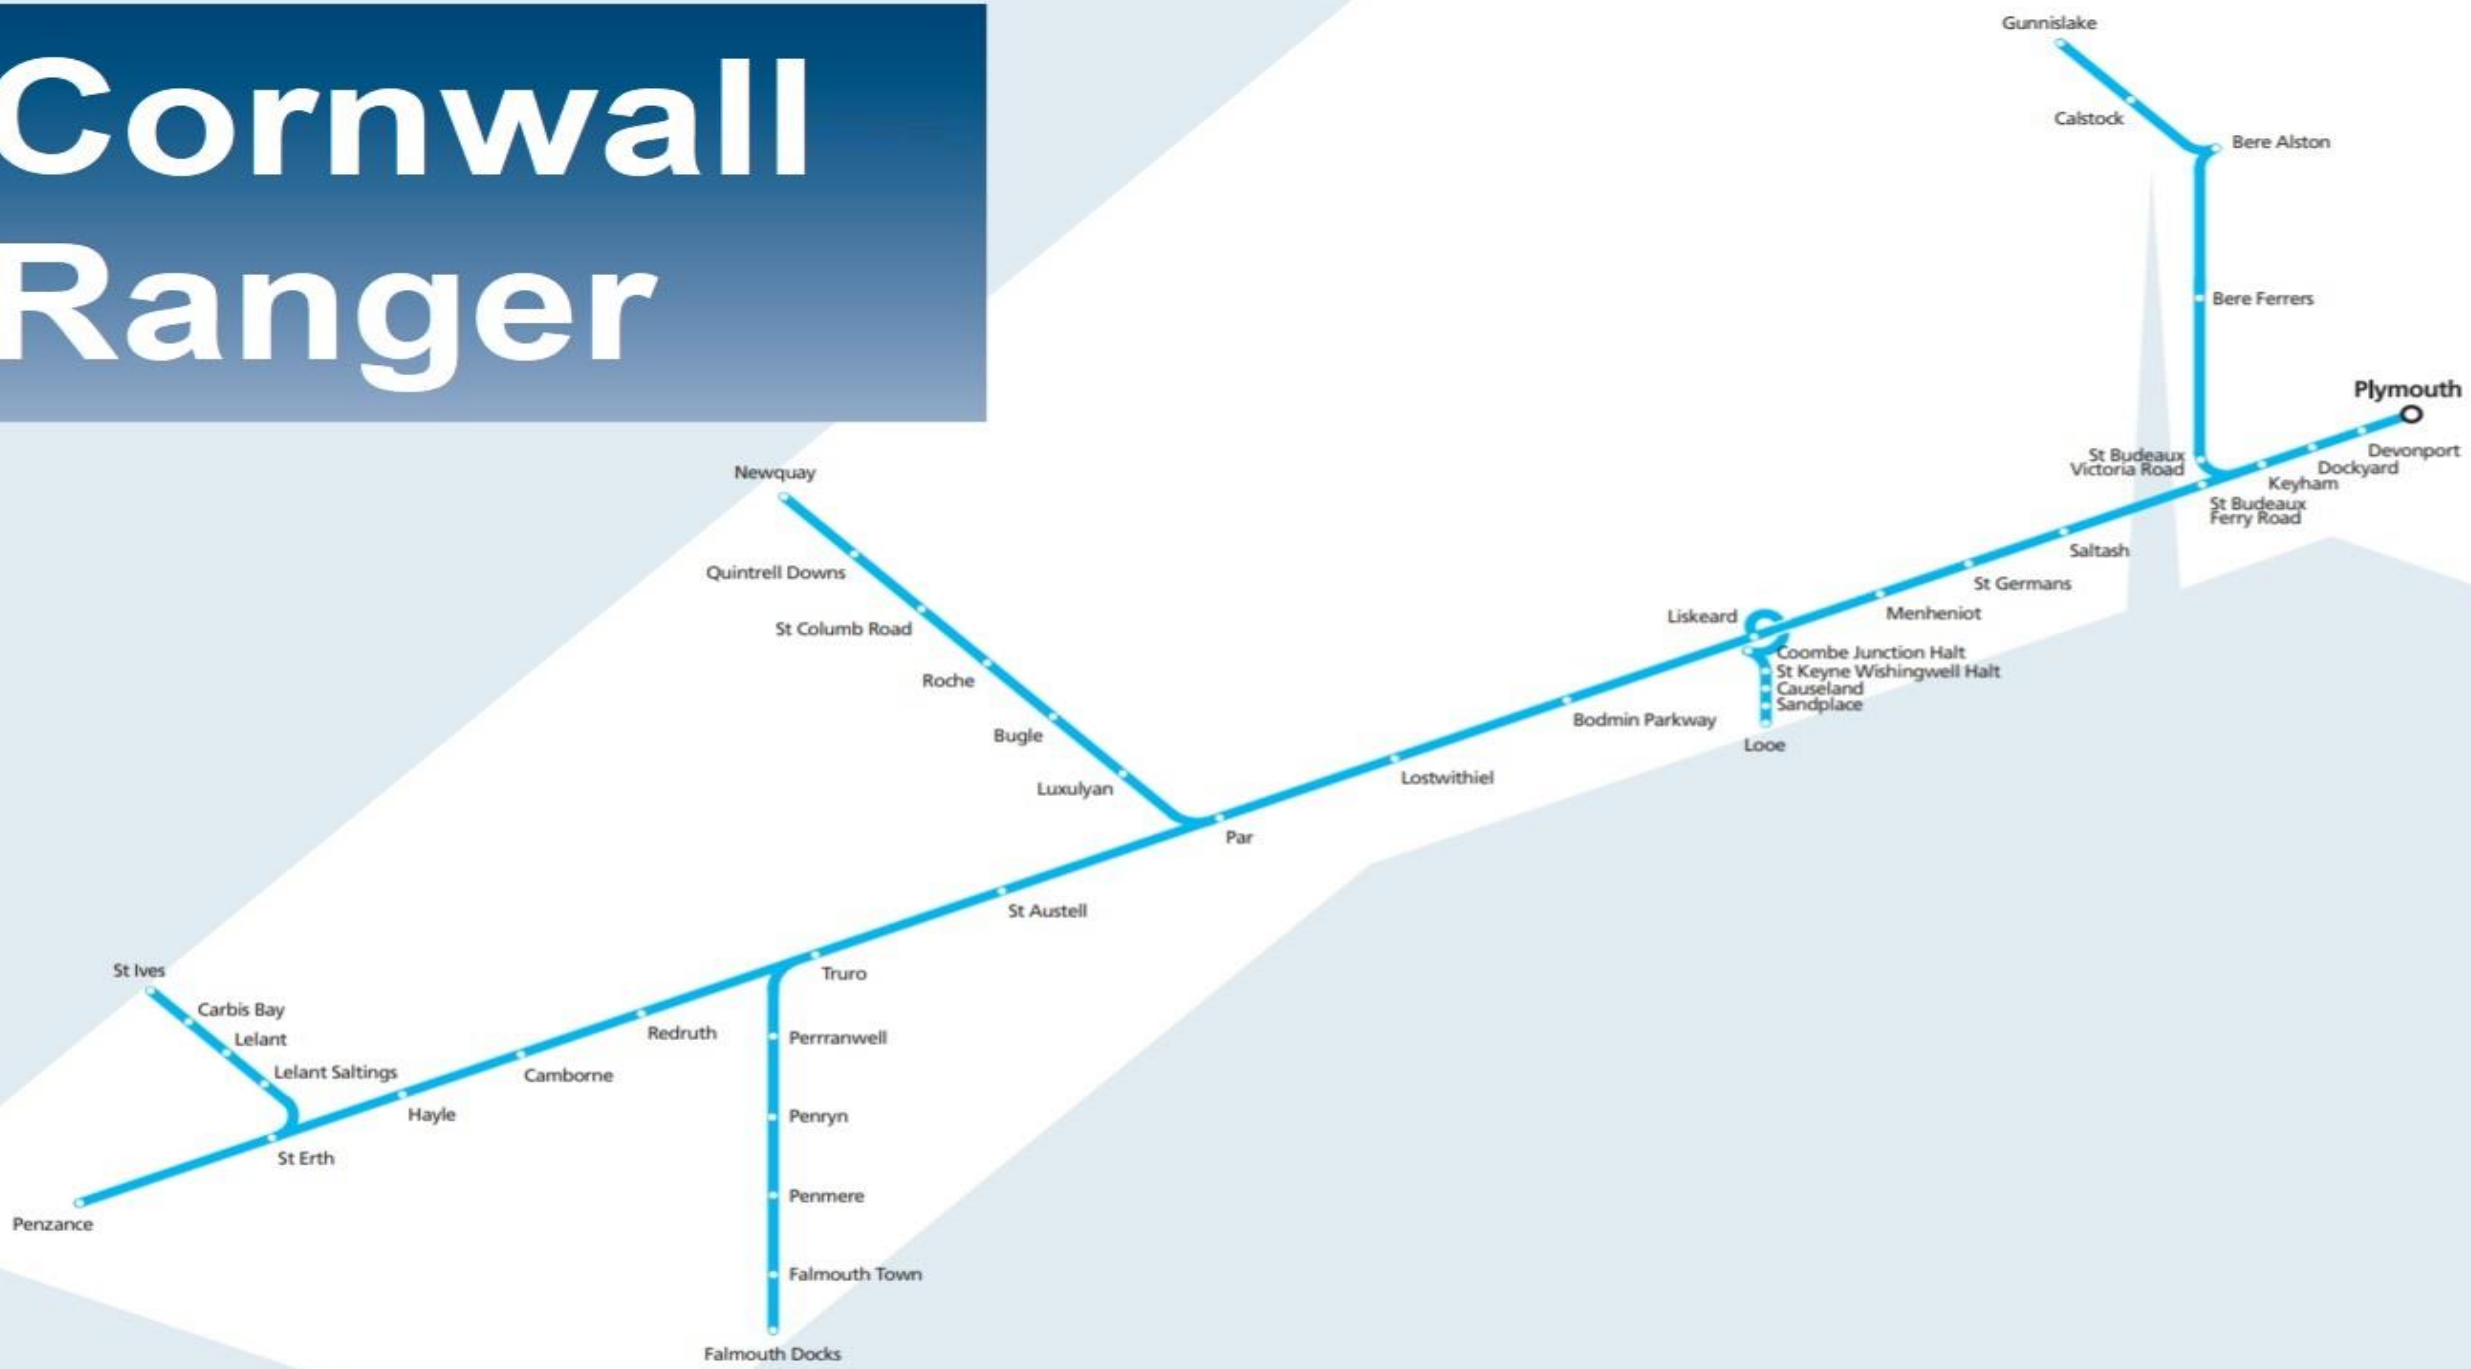 Cornwall
Ranger
Gunnislake
Calstock
Bere Alston
Bere Ferrers
Plymouth
Devonport
Dockyard
Keyham
St Budeaux
Victoria Road
St Budeaux
Ferry Road
Saltash
St Germans
Menheniot
Liskeard
Coombe Junction Halt
St Keyne Wishingwell Halt
Causeland
Sandplace
Looe
Bodmin Parkway
Lostwithiel
Par
Newquay
Quintrell Downs
St Columb Road
Roche
Bugle
Luxulyan
St Austell
Truro
Perrranwell
Penryn
Penmere
Falmouth Town
Falmouth Docks
Redruth
Camborne
Hayle
St Ives
Carbis Bay
Lelant
Lelant Saltings
St Erth
Penzance